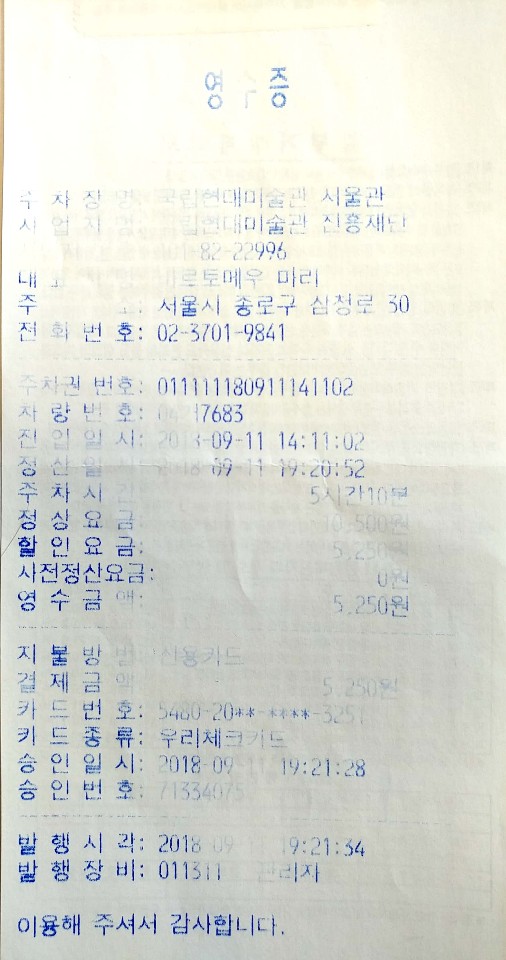 영 수 증
주 차 장 명: 국립현대미술관 서울관
사 업 자 명: 국립현대미술관 진흥재단
101-82-22996
대 표 자 명: 바르토메우 마리
주 소: 서울시 종로구 삼청로 30
전 화 번 호: 02-3701-9841
주차권 번호: 011111180911141102
차 량 번 호: 7683
진 입 일 시: 2018-09-11 14:11:02
정 산 일 시: 2018-09-11 19:20:52
주 차 시 간: 5시간10분
정 상 요 금: 10,500원
할 인 요 금: 5,250원
사전정산요금: 0원
영 수 금 액: 5,250원
지 불 방 법: 신용카드
결 제 금 액: 5,250원
카 드 번 호: 5480-20**-****-3251
카 드 종 류: 우리체크카드
승 인 일 시: 2018-09-11 19:21:28
승 인 번 호: 71334075
발 행 시 각: 2018-09-11 19:21:34
발 행 장 비: 011311 관리자
이용해 주셔서 감사합니다.